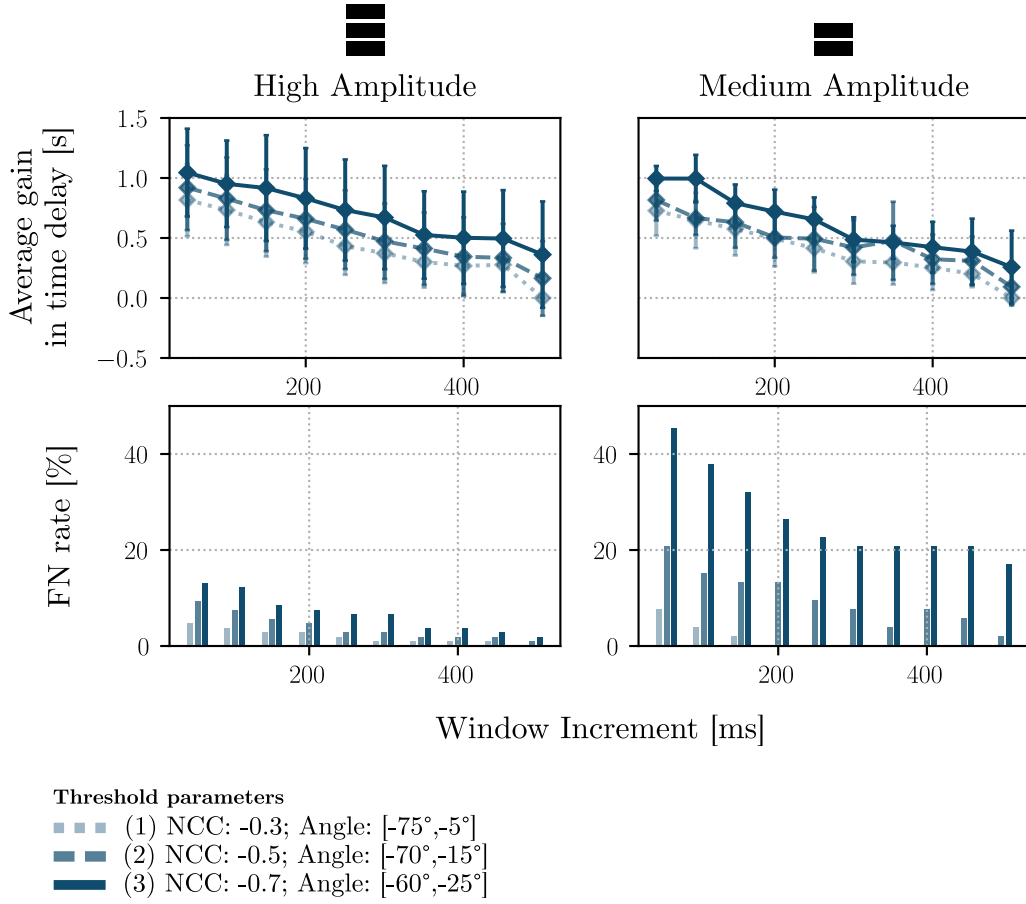 High Amplitude
Medium Amplitude
Average gain
in time delay [s]
1.5
1.0
0.5
0.0
−0.5
200
400
200
400
FN rate [%]
40
20
0
200
400
40
20
0
200
400
Window Increment [ms]
Threshold parameters
(1) NCC: -0.3; Angle: [-75°,-5°]
(2) NCC: -0.5; Angle: [-70°,-15°]
(3) NCC: -0.7; Angle: [-60°,-25°]